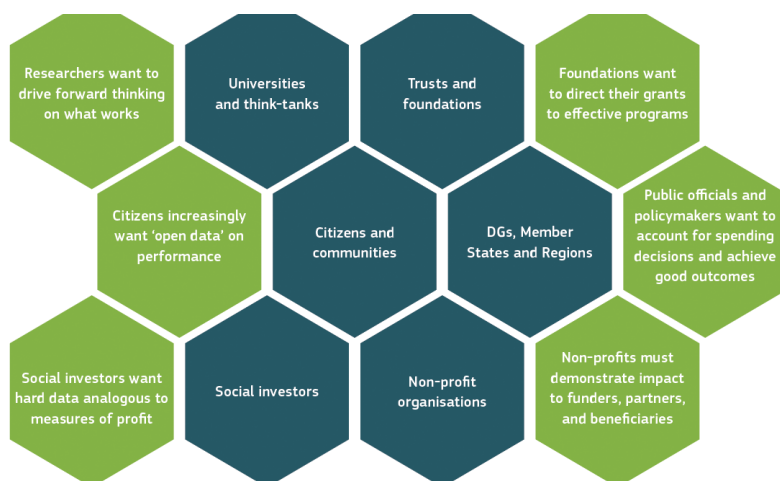 Researchers want to
drive forward thinking
on what works
Universities
and think-tanks
Trusts and
foundations
Foundations want
to direct their grants
to effective programs
Citizens increasingly
want ‘open data’ on
performance
Citizens and
communities
DGs, Member
States and Regions
Public officials and
policymakers want to
account for spending
decisions and achieve
good outcomes
Social investors want
hard data analogous to
measures of profit
Social investors
Non-profit
organisations
Non-profits must
demonstrate impact
to funders, partners,
and beneficiaries